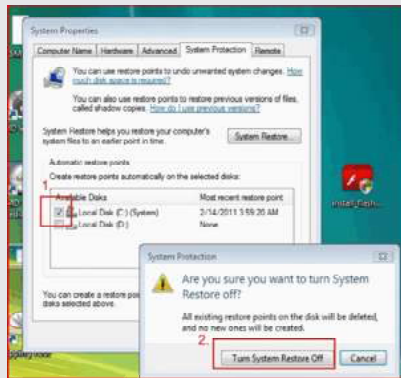 System Properties
Computer Name
Hardware
Advanced
System Protection
Remote
You can use restore points to undo unwanted system changes. How
much disk space is required?
You can also use restore points to restore previous versions of files,
called shadow copies. How do I use previous versions?
System Restore helps you restore your computer's
system files to an earlier point in time.
System Restore...
Automatic restore points
Create restore points automatically on the selected disks:
1.
Available Disks
Most recent restore point
Local Disk (C:) (System)
2/14/2011 3:59:20 AM
Local Disk (D:)
None
You can create a restore poi
disks selected above.
System Protection
Are you sure you want to turn System
Restore off?
All existing restore points on the disk will be deleted,
and no new ones will be created.
2.
Turn System Restore Off
Cancel